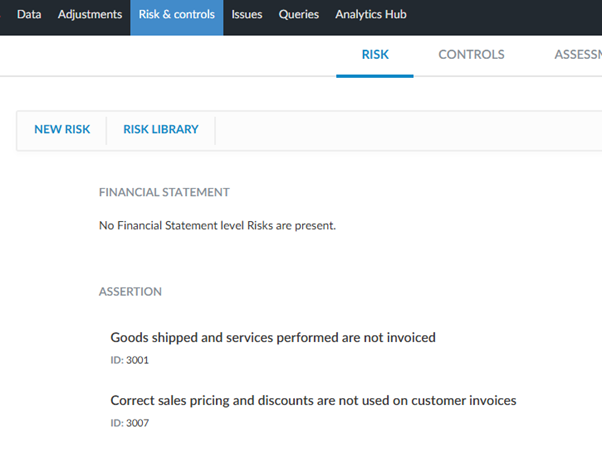 Data Adjustments Risk & controls Issues Queries Analytics Hub
RISK CONTROLS ASSESSM
NEW RISK RISK LIBRARY
FINANCIAL STATEMENT
No Financial Statement level Risks are present.
ASSERTION
Goods shipped and services performed are not invoiced
ID: 3001
Correct sales pricing and discounts are not used on customer invoices
ID: 3007